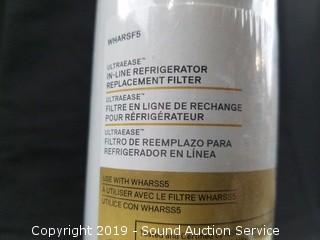 WHARSF5
ULTRAEASE™
IN-LINE REFRIGERATOR
REPLACEMENT FILTER
ULTRAEASE™
FILTRE EN LIGNE DE RECHANGE
POUR RÉFRIGÉRATEUR
ULTRAEASE™
FILTRO DE REEMPLAZO PARA
REFRIGERADOR EN LÍNEA
USE WITH WHARSS5
À UTILISER AVEC LE FILTRE WHARSS5
UTILICE CON WHARSS5
Copyright 2019 - Sound Auction Service